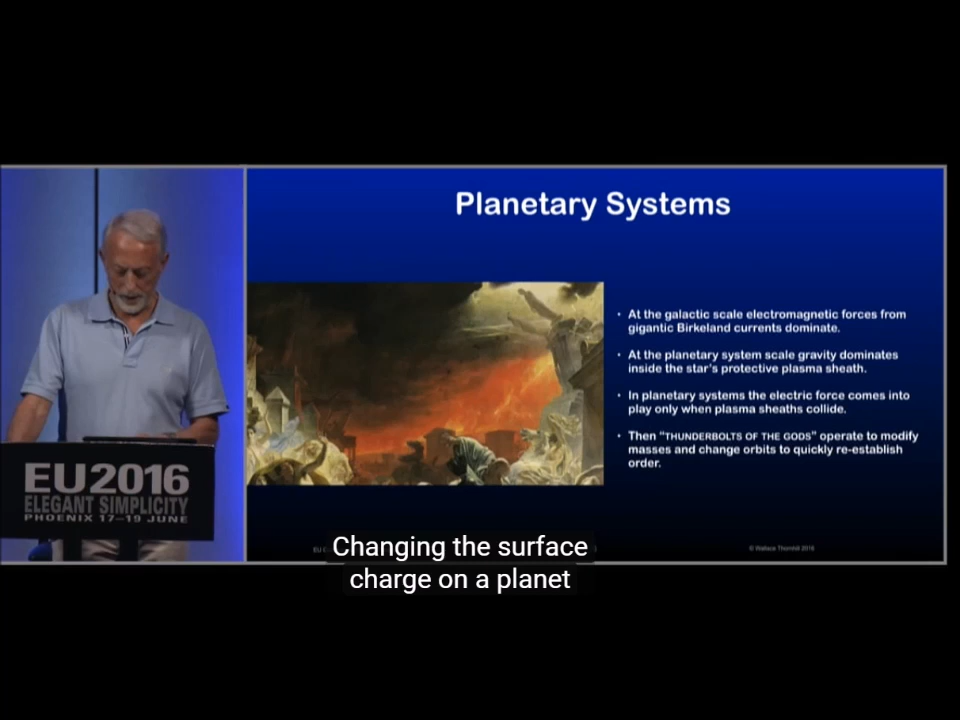 Planetary Systems
• At the galactic scale electromagnetic forces from
gigantic Birkeland currents dominate.
• At the planetary system scale gravity dominates
inside the star's protective plasma sheath.
• In planetary systems the electric force comes into
play only when plasma sheaths collide.
• Then "THUNDERBOLTS OF THE GODS" operate to modify
masses and change orbits to quickly re-establish
order.
EU2016
ELEGANT SIMPLICITY
PHOENIX 17–19 JUNE
© Wallace Thornhill 2016
Changing the surface
charge on a planet